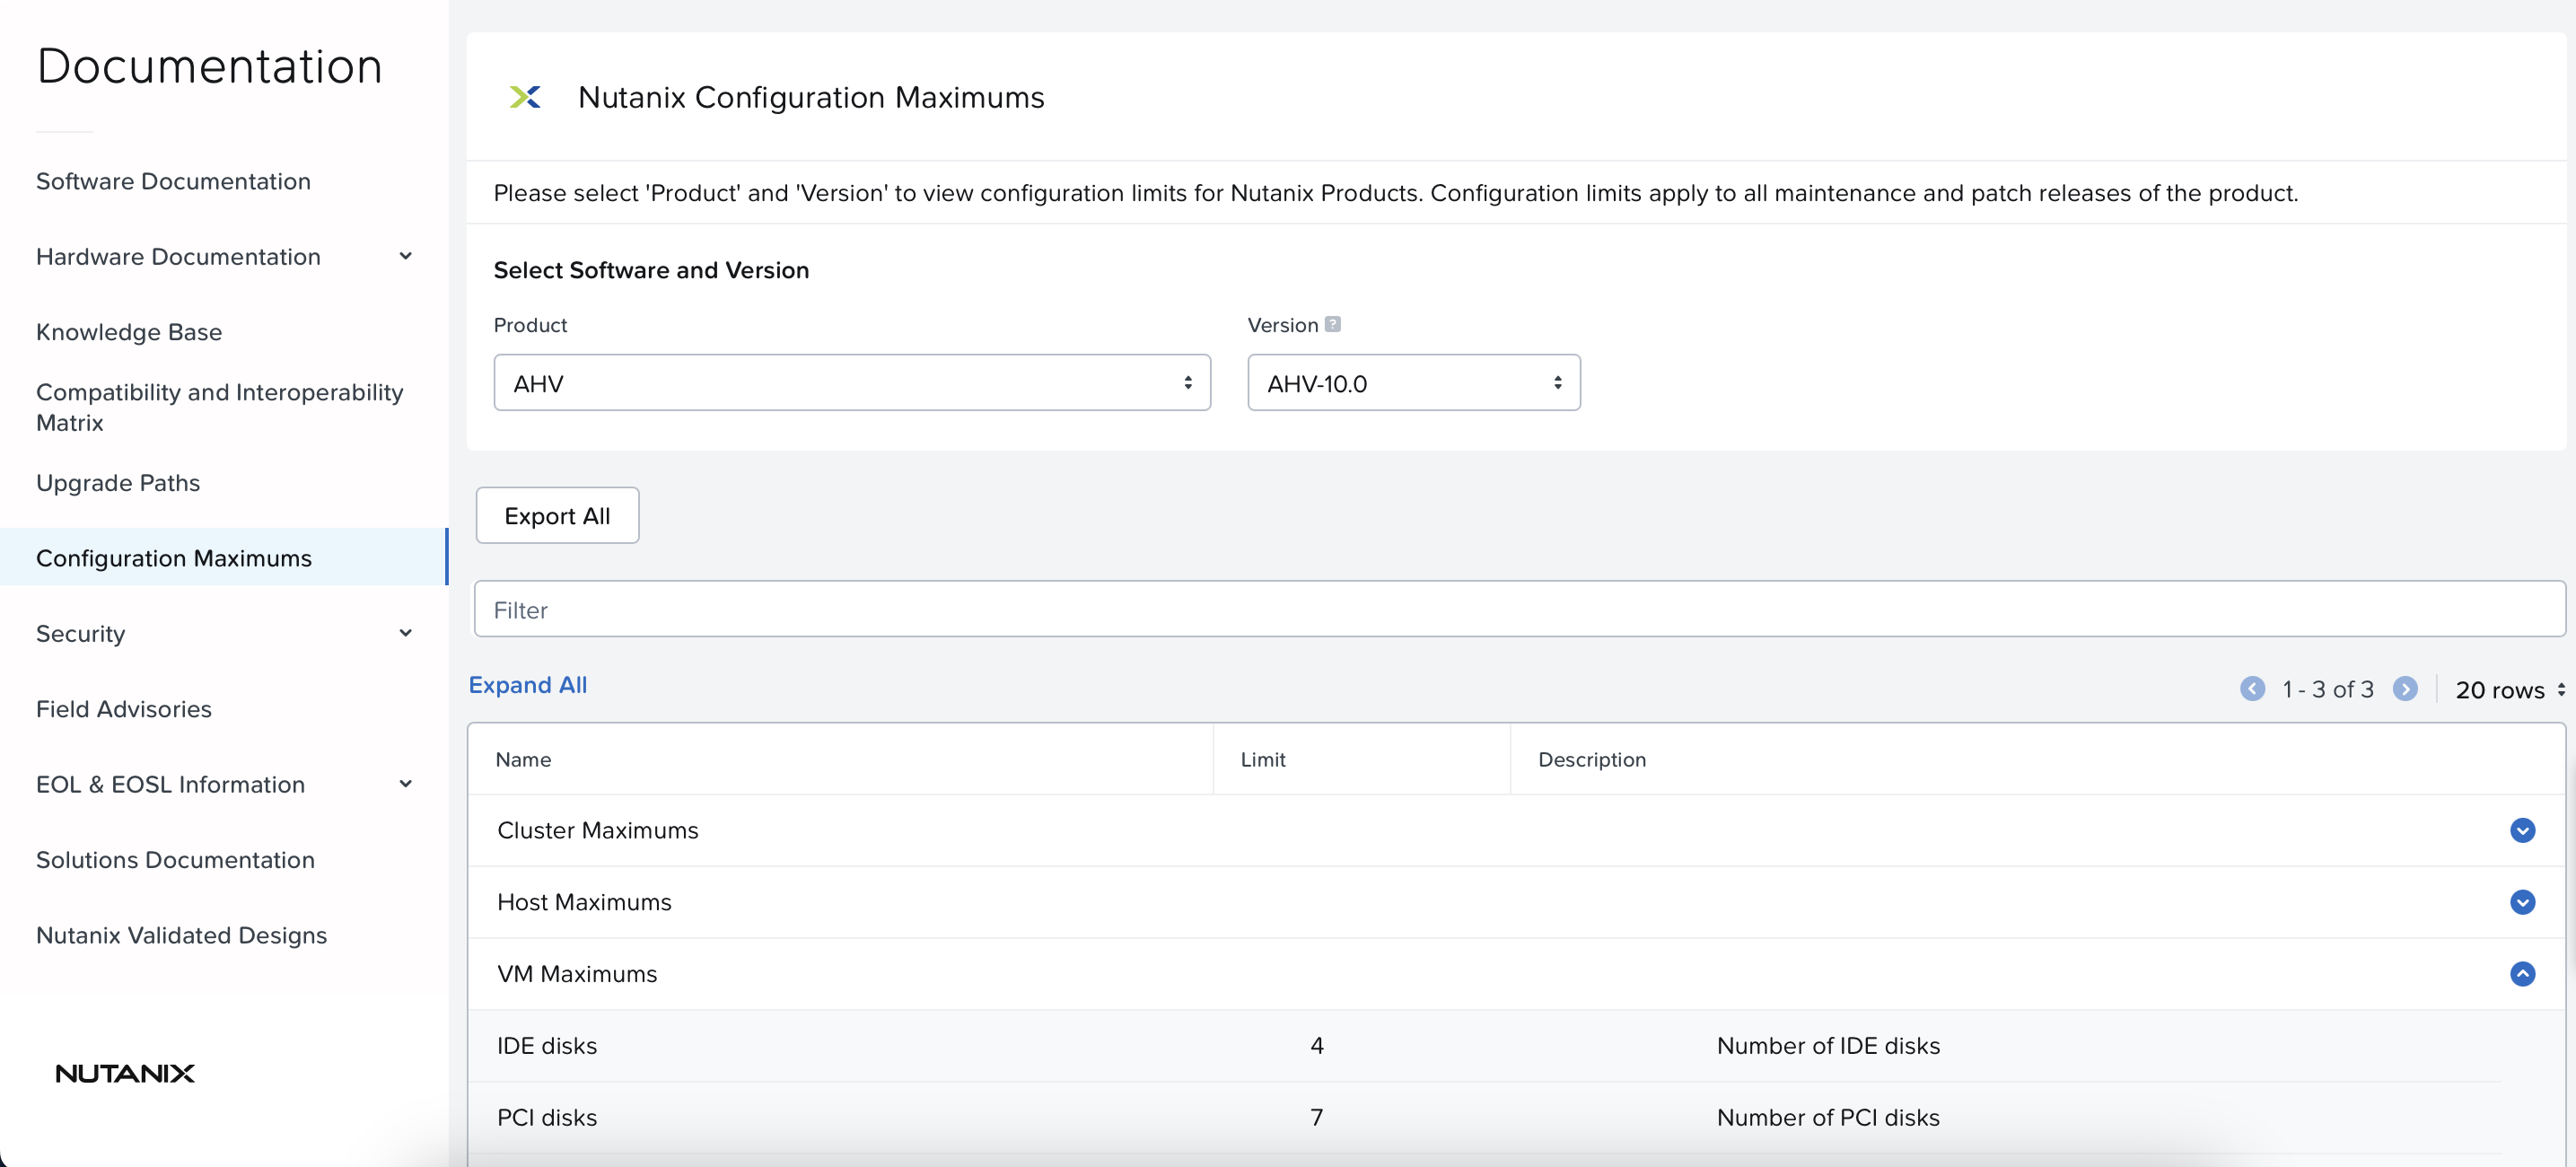 Documentation
Software Documentation
Hardware Documentation
Knowledge Base
Compatibility and Interoperability
Matrix
Upgrade Paths
Configuration Maximums
Security
Field Advisories
EOL & EOSL Information
Solutions Documentation
Nutanix Validated Designs
NUTANIX
Nutanix Configuration Maximums
Please select 'Product' and 'Version' to view configuration limits for Nutanix Products. Configuration limits apply to all maintenance and patch releases of the product.
Select Software and Version
Product
Version ?
AHV
AHV-10.0
Export All
Filter
Expand All
1 - 3 of 3
20 rows
Name Limit Description
Cluster Maximums
Host Maximums
VM Maximums
IDE disks 4 Number of IDE disks
PCI disks 7 Number of PCI disks